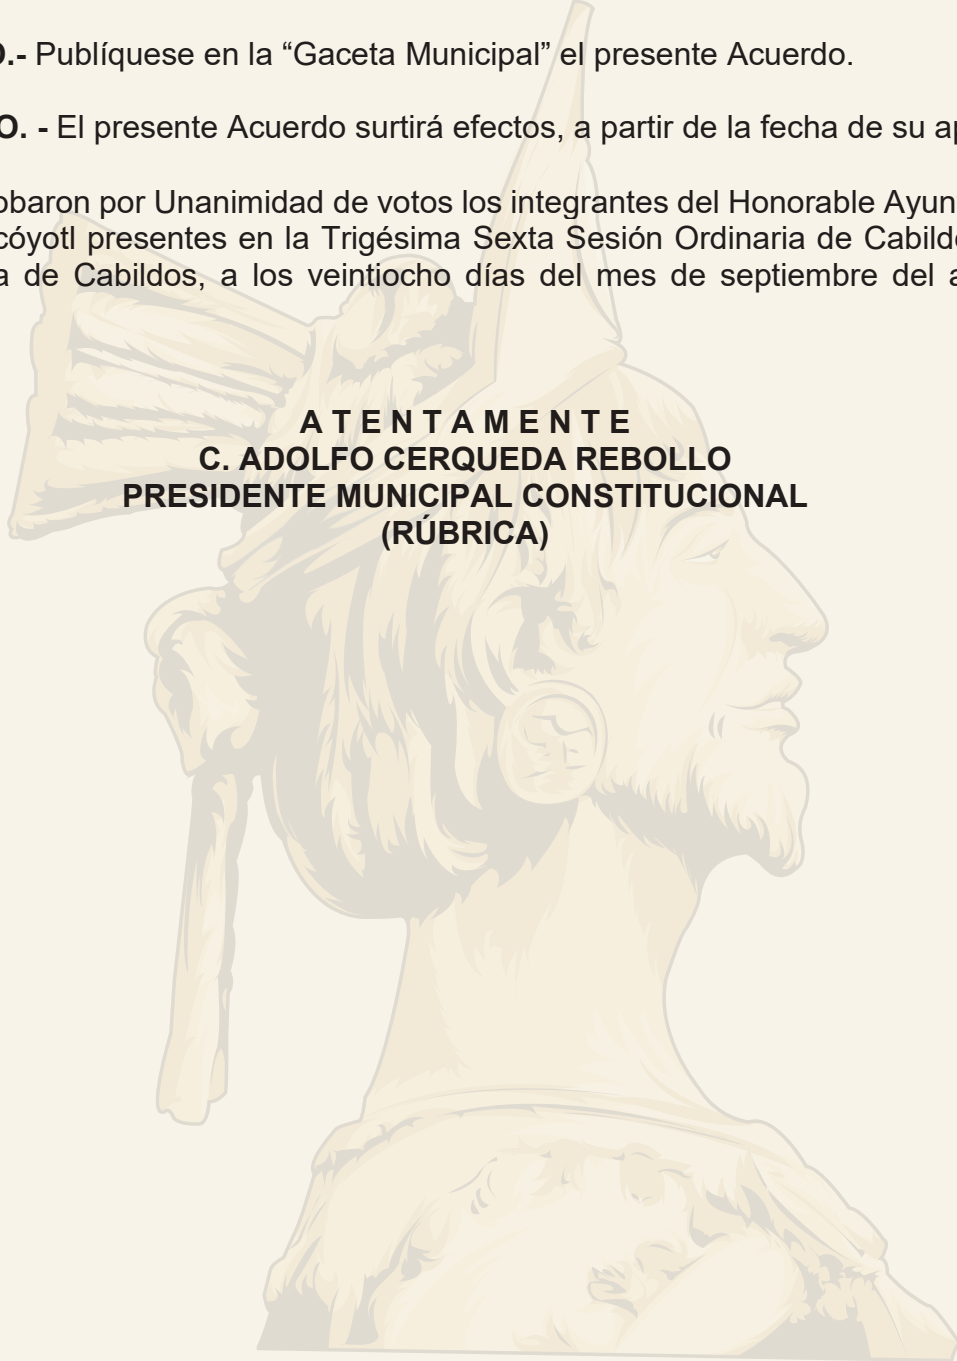 O.- Publíquese en la “Gaceta Municipal” el presente Acuerdo.
O. - El presente Acuerdo surtirá efectos, a partir de la fecha de su ap
obaron por Unanimidad de votos los integrantes del Honorable Ayun
cóyotl presentes en la Trigésima Sexta Sesión Ordinaria de Cabildo
a de Cabildos, a los veintiocho días del mes de septiembre del a
A T E N T A M E N T E
C. ADOLFO CERQUEDA REBOLLO
PRESIDENTE MUNICIPAL CONSTITUCIONAL
(RÚBRICA)